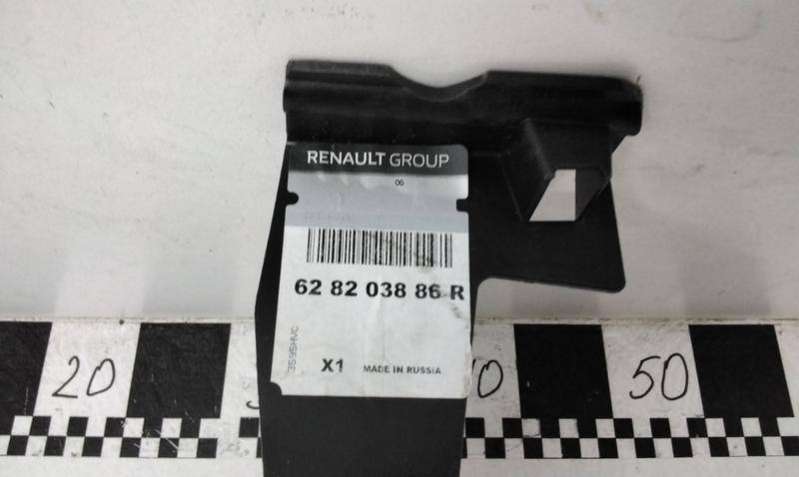 RENAULT GROUP
06
62 82 038 86 R
X1 MADE IN RUSSIA
20
50